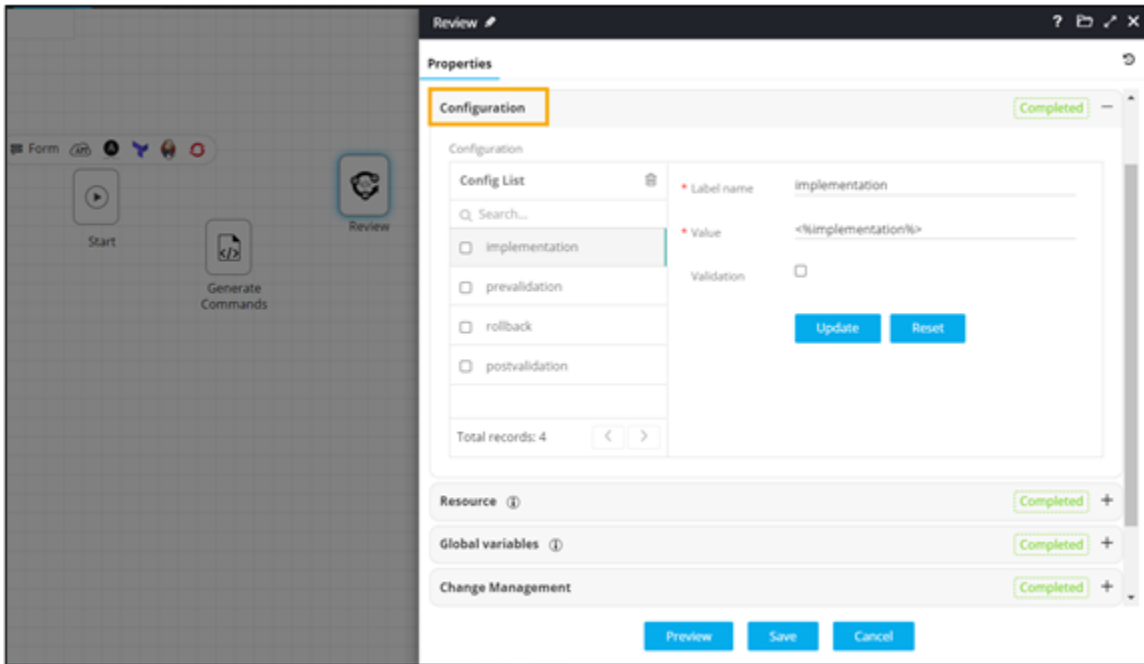 Review
?
Properties
Configuration
Completed
Configuration
Config List
Search...
implementation
prevalidation
rollback
postvalidation
Total records: 4
* Label name
implementation
* Value
<%implementation%>
Validation
Update
Reset
Resource
Completed
Global variables
Completed
Change Management
Completed
Preview
Save
Cancel
Form
API
A
Start
Generate
Commands
Review